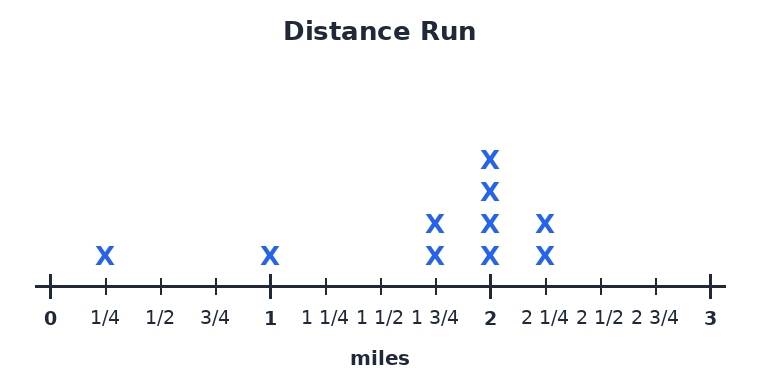 Distance Run
X
X
X X X
X X X X X
0 1/4 1/2 3/4 1 1 1/4 1 1/2 1 3/4 2 2 1/4 2 1/2 2 3/4 3
miles